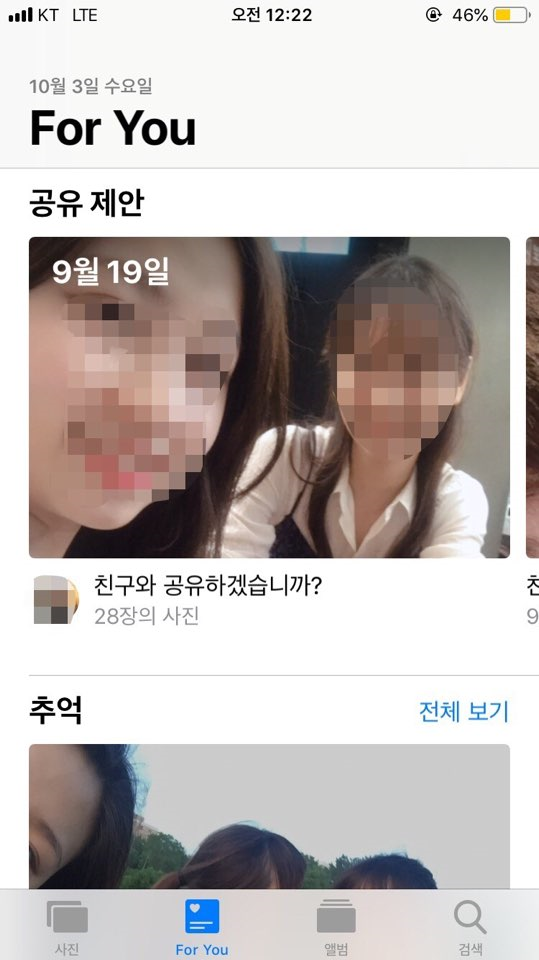 KT LTE 오전 12:22 46%
10월 3일 수요일
For You
공유 제안
9월 19일
친구와 공유하겠습니까?
28장의 사진
친
9
추억 전체 보기
사진 For You 앨범 검색